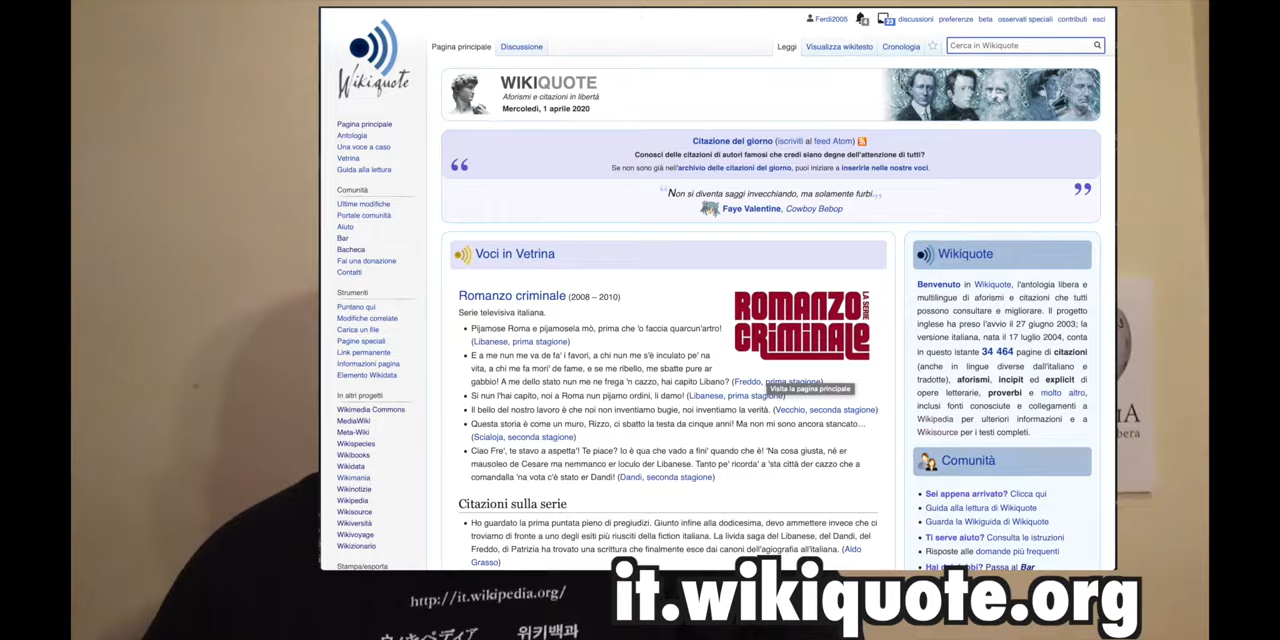 Ferdi2005 4 23 discussioni preferenze beta osservati speciali contributi esci
Pagina principale Discussione Leggi Visualizza wikitesto Cronologia Cerca in Wikiquote
Wikiquote
WIKIQUOTE
Aforismi e citazioni in libertà
Mercoledì, 1 aprile 2020
Pagina principale
Antologia
Una voce a caso
Vetrina
Guida alla lettura
Comunità
Ultime modifiche
Portale comunità
Aiuto
Bar
Bacheca
Fai una donazione
Contatti
Strumenti
Puntano qui
Modifiche correlate
Carica un file
Pagine speciali
Link permanente
Informazioni pagina
Elemento Wikidata
In altri progetti
Wikimedia Commons
MediaWiki
Meta-Wiki
Wikispecies
Wikibooks
Wikidata
Wikimania
Wikinotizie
Wikipedia
Wikisource
Wikiversità
Wikivoyage
Wikizionario
Stampa/esporta
Citazione del giorno (iscriviti al feed Atom)
Conosci delle citazioni di autori famosi che credi siano degne dell'attenzione di tutti?
Se non sono già nell'archivio delle citazioni del giorno, puoi iniziare a inserirle nelle nostre voci.
“Non si diventa saggi invecchiando, ma solamente furbi.„
Faye Valentine, Cowboy Bebop
Voci in Vetrina
Romanzo criminale (2008 – 2010)
Serie televisiva italiana.
ROMANZO
CRIMINALE
LA SERIE
• Pijamose Roma e pijamosela mò, prima che 'o faccia quarcun'artro!
(Libanese, prima stagione)
• E a me nun me va de fa' i favori, a chi nun me s'è inculato pe' na
vita, a chi me fa mori' de fame, e se me ribello, me sbatte pure ar
gabbio! A me dello stato nun me ne frega 'n cazzo, hai capito Libano? (Freddo, prima stagione)
Visita la pagina principale
• Si nun l'hai capito, noi a Roma nun pijamo ordini, li damo! (Libanese, prima stagione)
• Il bello del nostro lavoro è che noi non inventiamo bugie, noi inventiamo la verità. (Vecchio, seconda stagione)
• Questa storia è come un muro, Rizzo, ci sbatto la testa da cinque anni! Ma non mi sono ancora stancato…
(Scialoja, seconda stagione)
• Ciao Fre', te stavo a aspetta'! Te piace? Io è qua che vado a fini' quando che è! 'Na cosa giusta, né er
mausoleo de Cesare ma nemmanco er loculo der Libanese. Tanto pe' ricorda' a 'sta città der cazzo che a
comandalla 'na vota c'è stato er Dandi! (Dandi, seconda stagione)
Citazioni sulla serie
• Ho guardato la prima puntata pieno di pregiudizi. Giunto infine alla dodicesima, devo ammettere invece che ci
troviamo di fronte a uno degli esiti più riusciti della fiction italiana. La livida saga del Libanese, del Dandi, del
Freddo, di Patrizia ha trovato una scrittura che finalmente esce dai canoni dell'agiografia all'italiana. (Aldo
Grasso)
Wikiquote
Benvenuto in Wikiquote, l'antologia libera e
multilingue di aforismi e citazioni che tutti
possono consultare e migliorare. Il progetto
inglese ha preso l'avvio il 27 giugno 2003; la
versione italiana, nata il 17 luglio 2004, conta
in questo istante 34 464 pagine di citazioni
(anche in lingue diverse dall'italiano e
tradotte), aforismi, incipit ed explicit di
opere letterarie, proverbi e molto altro,
inclusi fonti conosciute e collegamenti a
Wikipedia per ulteriori informazioni e a
Wikisource per i testi completi.
Comunità
• Sei appena arrivato? Clicca qui
• Guida alla lettura di Wikiquote
• Guarda la Wikiguida di Wikiquote
• Ti serve aiuto? Consulta le istruzioni
• Risposte alle domande più frequenti
Passa al Bar
it.wikiquote.org
http://it.wikipedia.org/
ウィキペディア 위키백과